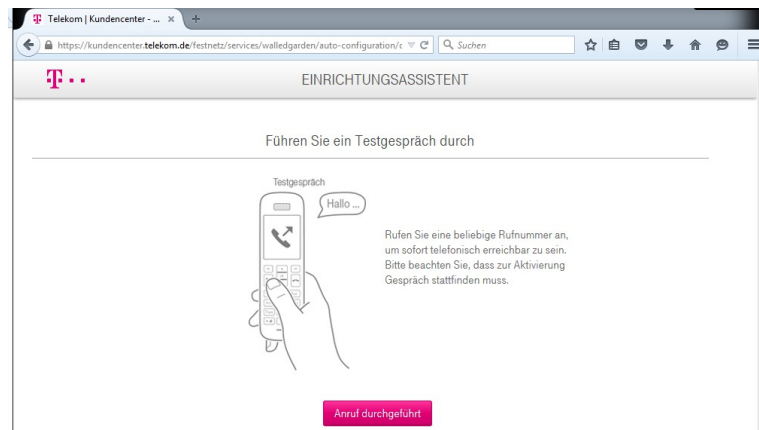 Telekom | Kundencenter - ... × +
https://kundencenter.telekom.de/festnetz/services/walledgarden/auto-configuration/c Suchen
T · ·
EINRICHTUNGSASSISTENT
Führen Sie ein Testgespräch durch
Testgespräch
Hallo ...
Rufen Sie eine beliebige Rufnummer an,
um sofort telefonisch erreichbar zu sein.
Bitte beachten Sie, dass zur Aktivierung
Gespräch stattfinden muss.
Anruf durchgeführt